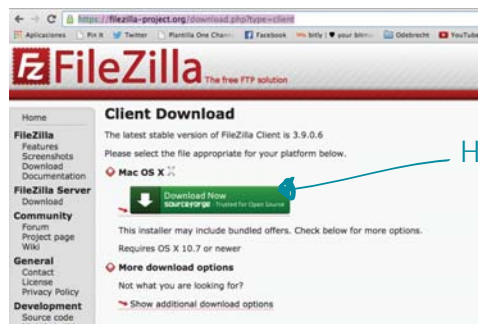 https://filezilla-project.org/download.php?type=client
Aplicaciones Pin It Twitter Plantilla One Chann Facebook bitly | ♥ your bitm Odebrecht YouTube
FileZilla The free FTP solution
Home
FileZilla
Features
Screenshots
Download
Documentation
FileZilla Server
Download
Community
Forum
Project page
Wiki
General
Contact
License
Privacy Policy
Development
Source code
Client Download
The latest stable version of FileZilla Client is 3.9.0.6
Please select the file appropriate for your platform below.
Mac OS X
Download Now
sourceforge - Trusted for Open Source
This installer may include bundled offers. Check below for more options.
Requires OS X 10.7 or newer
More download options
Not what you are looking for?
Show additional download options
H